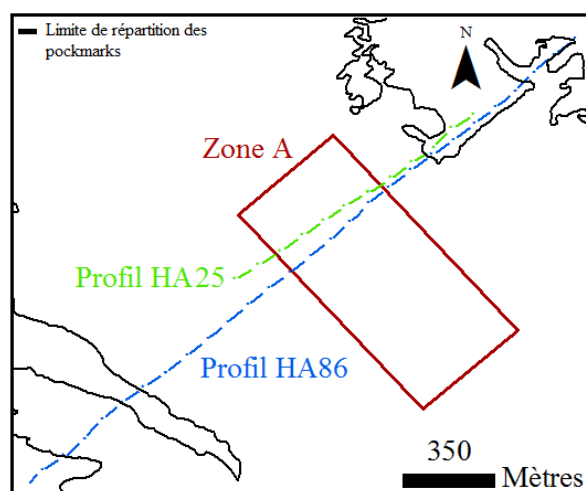 Limite de répartition des
pockmarks
N
Zone A
Profil HA25
Profil HA86
350
Mètres